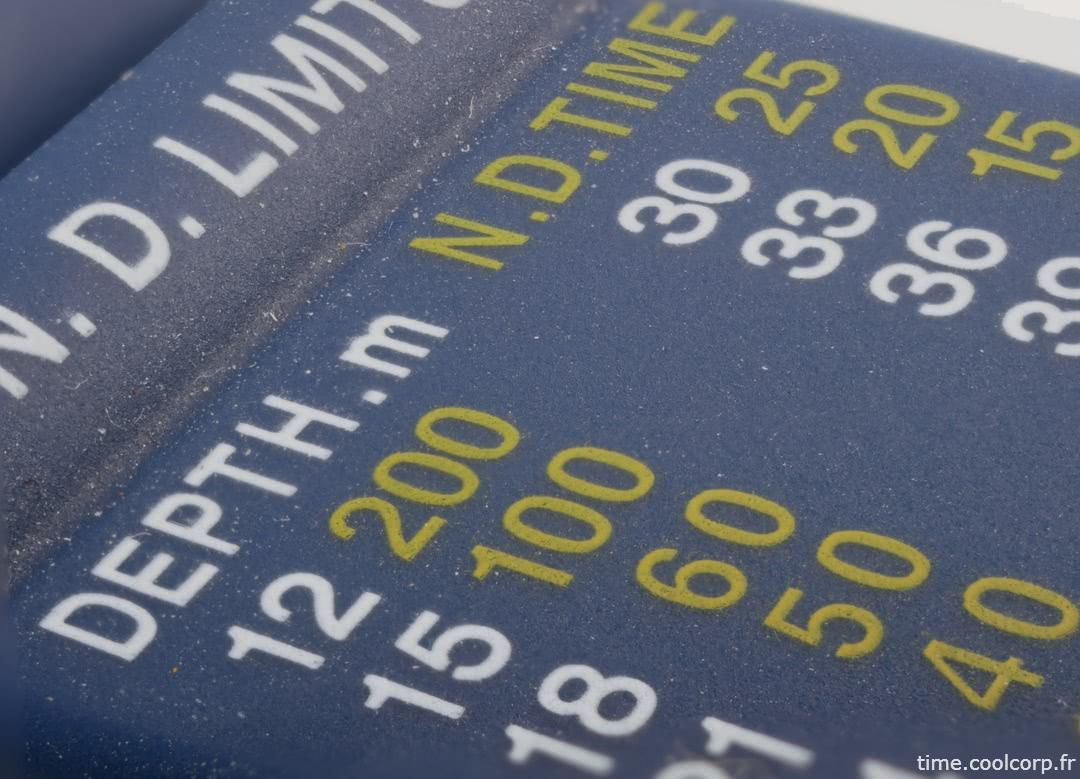 N. D. LIMIT
N.D.TIME 25 20 15
30 33 36
DEPTH.m 200 100 60 50 40
12 15 18
time.coolcorp.fr